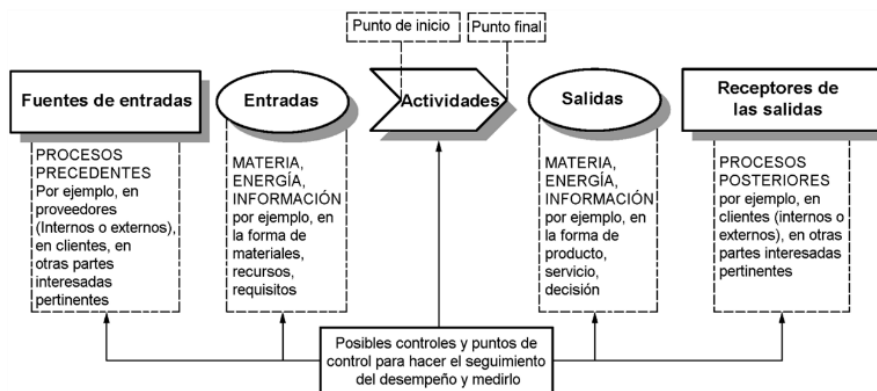 Punto de inicio
Punto final
Fuentes de entradas
Entradas
Actividades
Salidas
Receptores de
las salidas
PROCESOS
PRECEDENTES
Por ejemplo, en
proveedores
(Internos o externos),
en clientes, en
otras partes
interesadas
pertinentes
MATERIA,
ENERGÍA,
INFORMACIÓN
por ejemplo, en
la forma de
materiales,
recursos,
requisitos
MATERIA,
ENERGÍA,
INFORMACIÓN
por ejemplo, en
la forma de
producto,
servicio,
decisión
PROCESOS
POSTERIORES
por ejemplo, en
clientes (internos o
externos), en otras
partes interesadas
pertinentes
Posibles controles y puntos de
control para hacer el seguimiento
del desempeño y medirlo